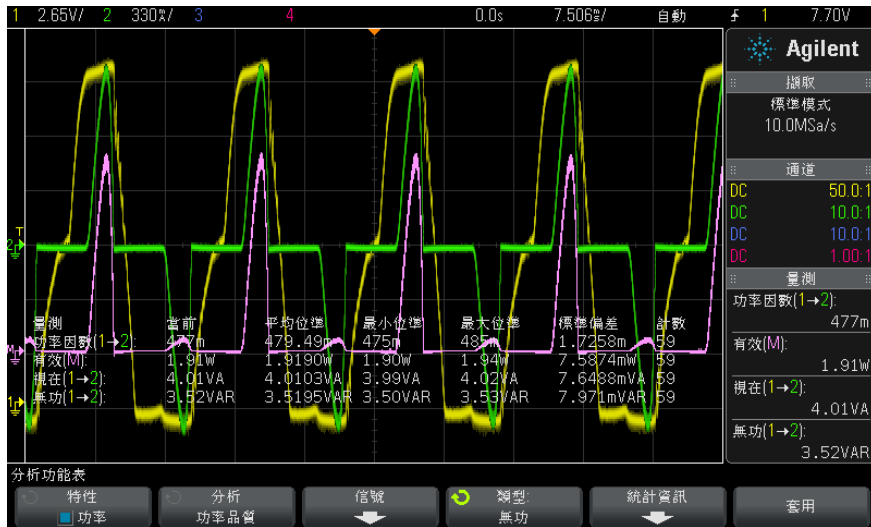 1 2.65V/ 2 330%/ 3 4 0.0s 7.506%/ 自動 1 7.70V
Agilent
擷取
標準模式
10.0MSa/s
通道
DC 50.0:1
DC 10.0:1
DC 10.0:1
DC 1.00:1
量測
功率因數(1→2):
477m
有效(M):
1.91W
視在(1→2):
4.01VA
無功(1→2):
3.52VAR
T
2
M
1
量測 當前 平均位準 最小位準 最大位準 標準偏差 計數
功率因數(1→2): 477m 479.49m 475m 485m 1.7258m 59
有效(M): 1.91W 1.9190W 1.90W 1.94W 7.5874mW 59
視在(1→2): 4.01VA 4.0103VA 3.99VA 4.02VA 7.6488mVA 59
無功(1→2): 3.52VAR 3.5195VAR 3.50VAR 3.53VAR 7.971mVAR 59
分析功能表
特性 分析 信號 類型: 統計資訊 套用
功率 功率品質 無功